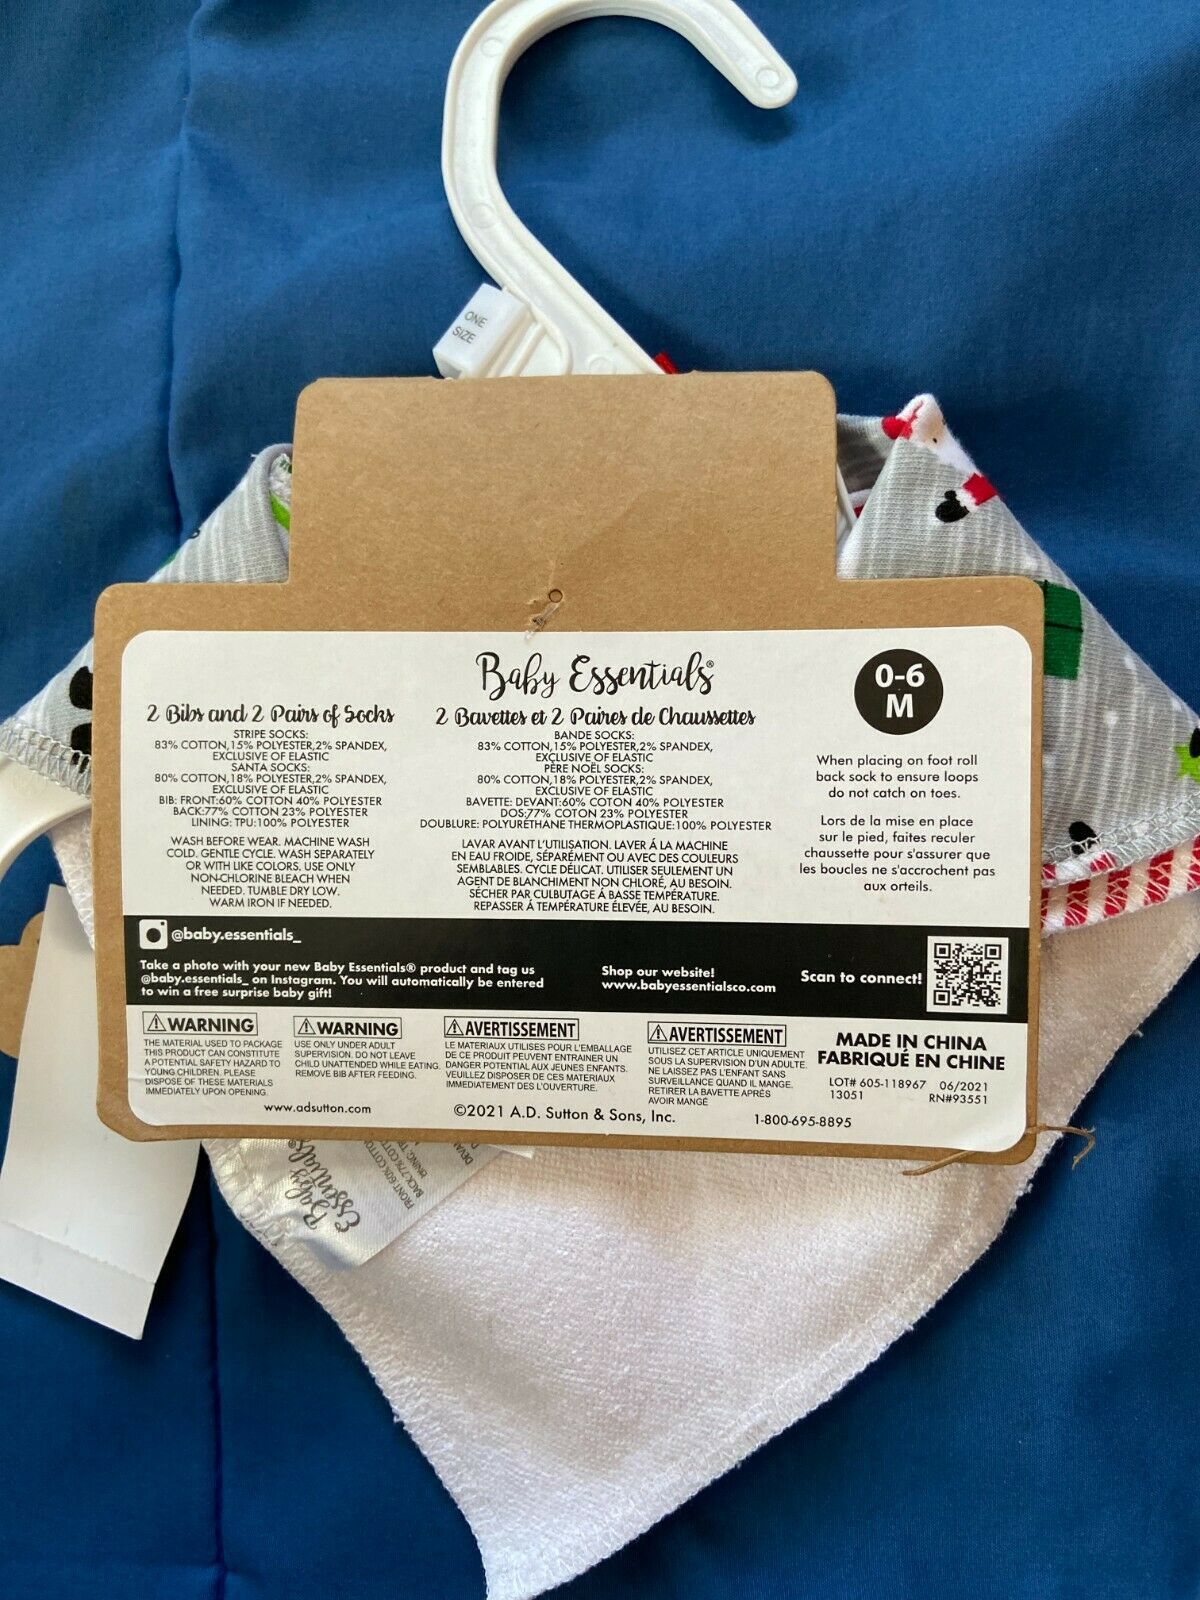 ONE
SIZE
Baby Essentials®
0-6
M
2 Bibs and 2 Pairs of Socks
STRIPE SOCKS:
83% COTTON,15% POLYESTER,2% SPANDEX,
EXCLUSIVE OF ELASTIC
SANTA SOCKS:
80% COTTON,18% POLYESTER,2% SPANDEX,
EXCLUSIVE OF ELASTIC
BIB: FRONT:60% COTTON 40% POLYESTER
BACK:77% COTTON 23% POLYESTER
LINING: TPU:100% POLYESTER
WASH BEFORE WEAR. MACHINE WASH
COLD. GENTLE CYCLE. WASH SEPARATELY
OR WITH LIKE COLORS. USE ONLY
NON-CHLORINE BLEACH WHEN
NEEDED. TUMBLE DRY LOW.
WARM IRON IF NEEDED.
2 Bavettes et 2 Paires de Chaussettes
BANDE SOCKS:
83% COTTON,15% POLYESTER,2% SPANDEX,
EXCLUSIVE OF ELASTIC
PÈRE NOËL SOCKS:
80% COTTON,18% POLYESTER,2% SPANDEX,
EXCLUSIVE OF ELASTIC
BAVETTE: DEVANT:60% COTON 40% POLYESTER
DOS:77% COTON 23% POLYESTER
DOUBLURE: POLYURÉTHANE THERMOPLASTIQUE:100% POLYESTER
LAVAR AVANT L'UTILISATION. LAVER Á LA MACHINE
EN EAU FROIDE, SÉPARÉMENT OU AVEC DES COULEURS
SEMBLABLES. CYCLE DÉLICAT. UTILISER SEULEMENT UN
AGENT DE BLANCHIMENT NON CHLORÉ, AU BESOIN.
SÉCHER PAR CULBUTAGE Á BASSE TEMPÉRATURE.
REPASSER Á TEMPÉRATURE ÉLEVÉE, AU BESOIN.
When placing on foot roll
back sock to ensure loops
do not catch on toes.
Lors de la mise en place
sur le pied, faites reculer
chaussette pour s'assurer que
les boucles ne s'accrochent pas
aux orteils.
@baby.essentials_
Take a photo with your new Baby Essentials® product and tag us
@baby.essentials_ on Instagram. You will automatically be entered
to win a free surprise baby gift!
Shop our website!
www.babyessentialsco.com
Scan to connect!
WARNING
THE MATERIAL USED TO PACKAGE
THIS PRODUCT CAN CONSTITUTE
A POTENTIAL SAFETY HAZARD TO
YOUNG CHILDREN. PLEASE
DISPOSE OF THESE MATERIALS
IMMEDIATELY UPON OPENING.
WARNING
USE ONLY UNDER ADULT
SUPERVISION. DO NOT LEAVE
CHILD UNATTENDED WHILE EATING.
REMOVE BIB AFTER FEEDING.
AVERTISSEMENT
LE MATERIAUX UTILISES POUR L'EMBALLAGE
DE CE PRODUIT PEUVENT ENTRAINER UN
DANGER POTENTIAL AUX JEUNES ENFANTS.
VEUILLEZ DISPOSER DE CES MATERIAUX
IMMEDIATEMENT DES L'OUVERTURE.
AVERTISSEMENT
UTILISEZ CET ARTICLE UNIQUEMENT
SOUS LA SUPERVISION D'UN ADULTE.
NE LAISSEZ PAS L'ENFANT SANS
SURVEILLANCE QUAND IL MANGE.
RETIRER LA BAVETTE APRÈS
AVOIR MANGÉ
MADE IN CHINA
FABRIQUÉ EN CHINE
LOT# 605-118967 06/2021
13051 RN#93551
www.adsutton.com
©2021 A.D. Sutton & Sons, Inc.
1-800-695-8895
Baby
Essentials®
FRONT:60% COTTON
BACK:77% COTTON